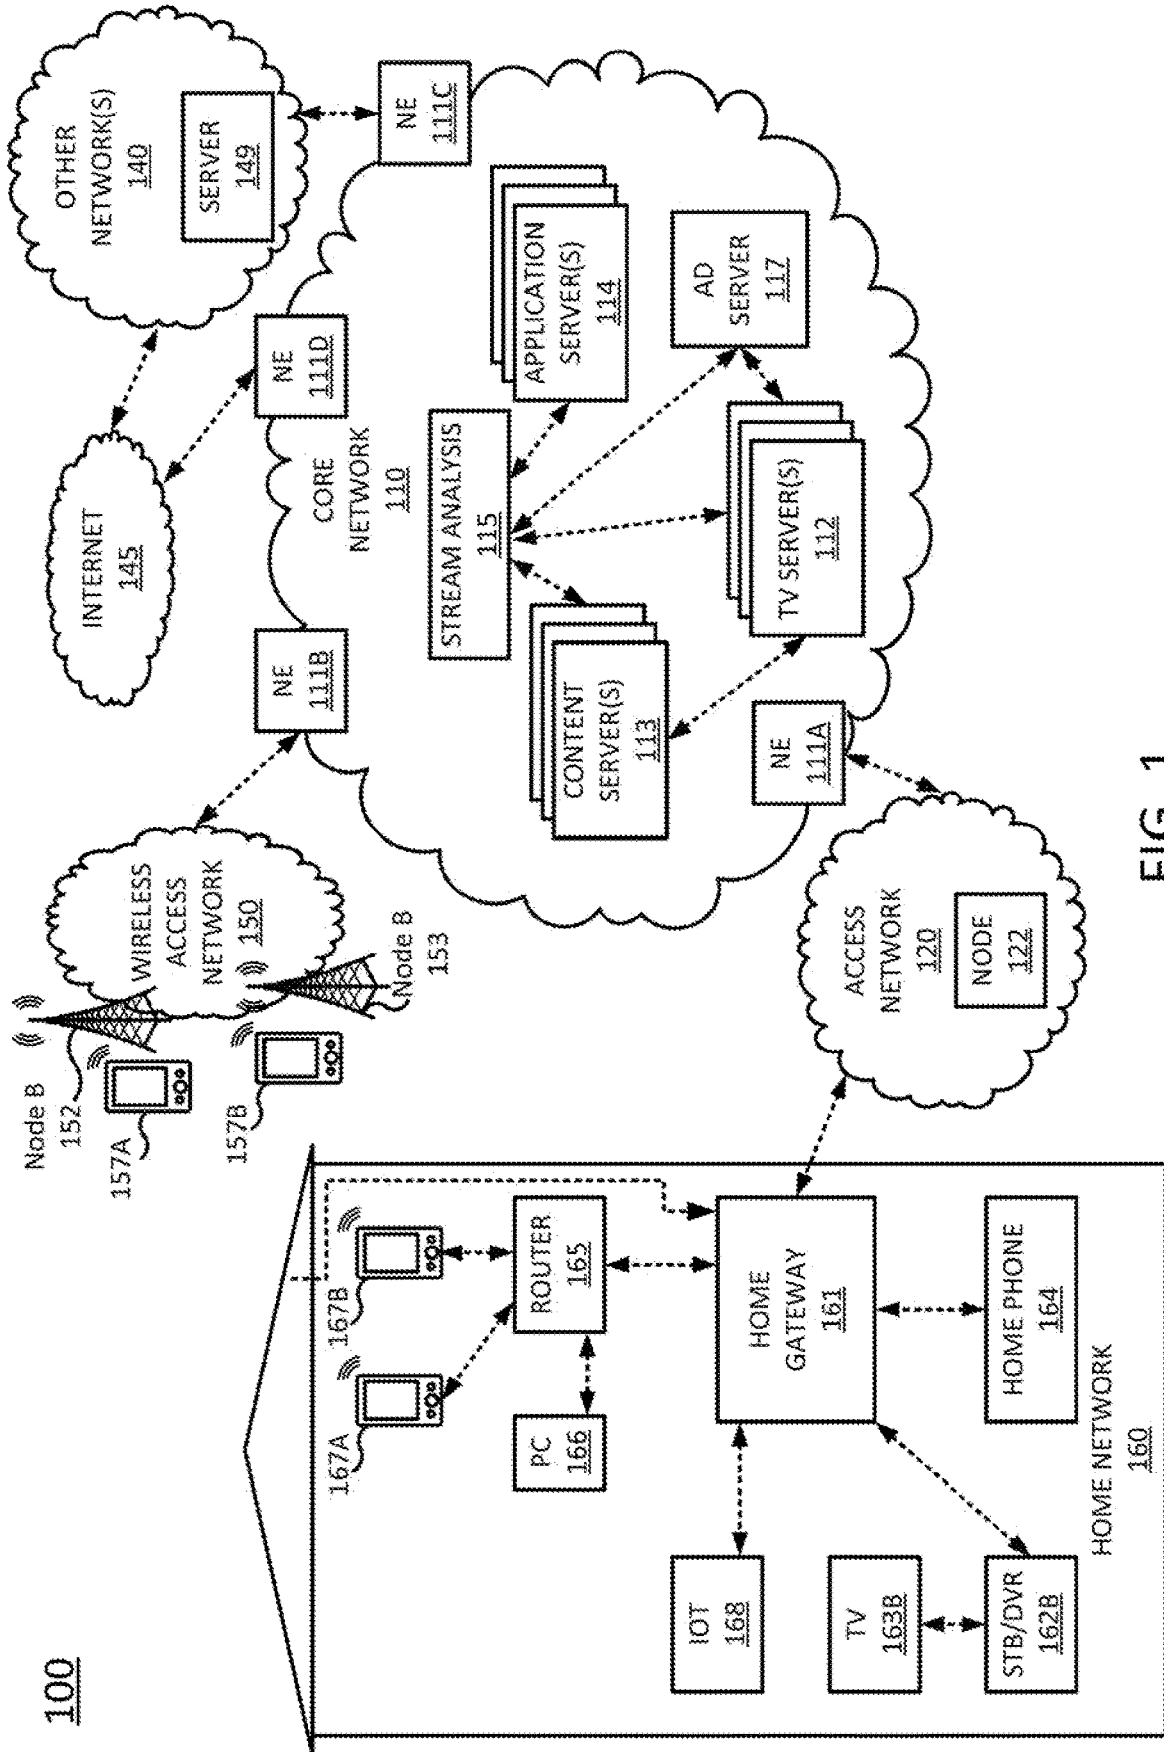 100
OTHER
NETWORK(S)
140
SERVER
149
INTERNET
145
NE
111C
NE
111D
NE
111B
CORE
NETWORK
110
STREAM ANALYSIS
115
APPLICATION
SERVER(S)
114
AD
SERVER
117
CONTENT
SERVER(S)
113
TV SERVER(S)
112
NE
111A
WIRELESS
ACCESS
NETWORK
150
Node B
152
Node B
153
157A
157B
ACCESS
NETWORK
120
NODE
122
167A
167B
ROUTER
165
PC
166
HOME
GATEWAY
161
IOT
168
TV
163B
STB/DVR
162B
HOME PHONE
164
HOME NETWORK
160
FIG. 1